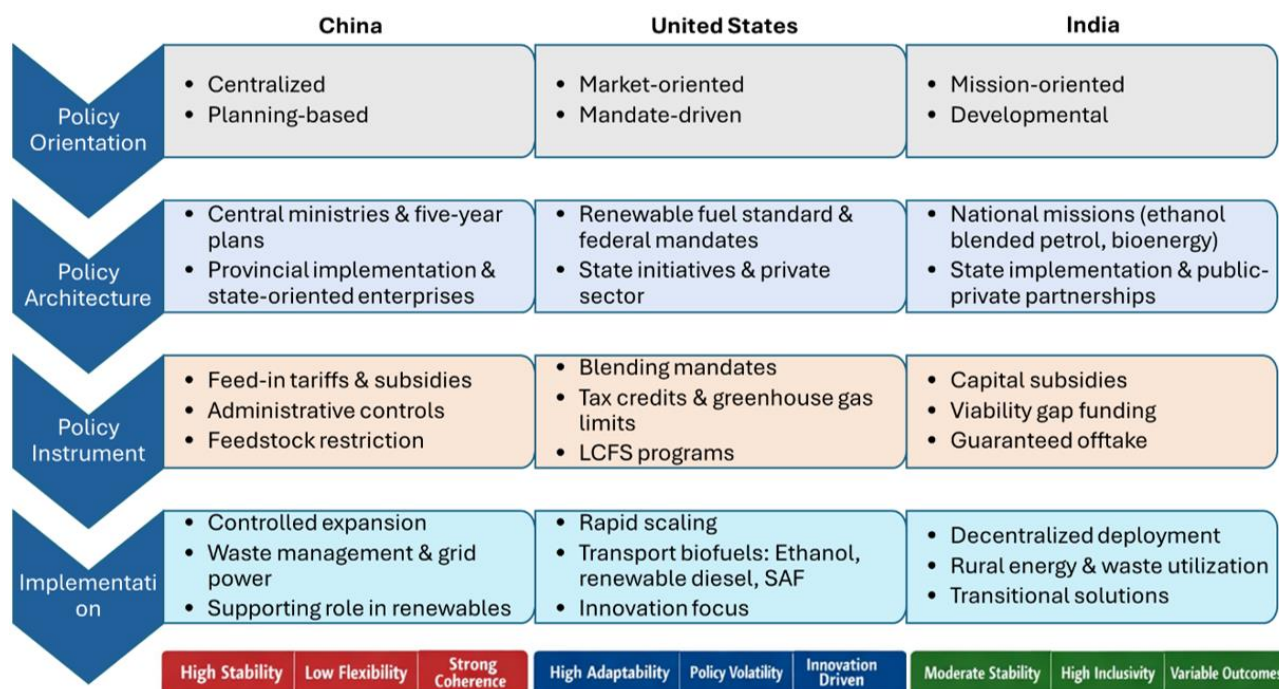 China
United States
India
Policy
Orientation
• Centralized
• Planning-based
• Market-oriented
• Mandate-driven
• Mission-oriented
• Developmental
Policy
Architecture
• Central ministries & five-year
plans
• Provincial implementation &
state-oriented enterprises
• Renewable fuel standard &
federal mandates
• State initiatives & private
sector
• National missions (ethanol
blended petrol, bioenergy)
• State implementation & public-
private partnerships
Policy
Instrument
• Feed-in tariffs & subsidies
• Administrative controls
• Feedstock restriction
• Blending mandates
• Tax credits & greenhouse gas
limits
• LCFS programs
• Capital subsidies
• Viability gap funding
• Guaranteed offtake
Implementati
on
• Controlled expansion
• Waste management & grid
power
• Supporting role in renewables
• Rapid scaling
• Transport biofuels: Ethanol,
renewable diesel, SAF
• Innovation focus
• Decentralized deployment
• Rural energy & waste utilization
• Transitional solutions
High Stability
Low Flexibility
Strong
Coherence
High Adaptability
Policy Volatility
Innovation
Driven
Moderate Stability
High Inclusivity
Variable Outcome